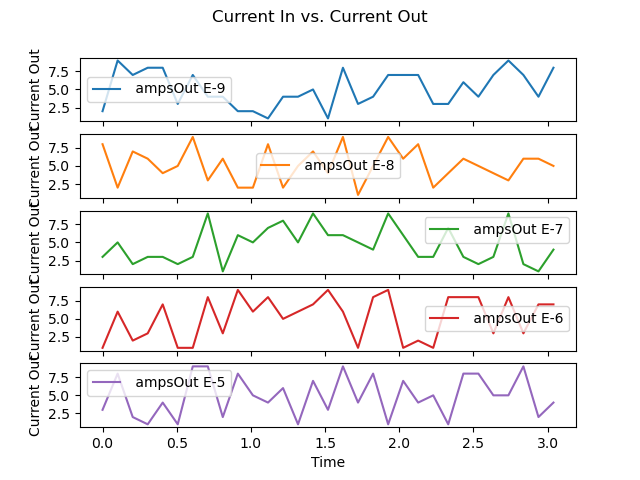 Current In vs. Current Out
Current Out
7.5
5.0
2.5
ampsOut E-9
Current Out
7.5
5.0
2.5
ampsOut E-8
Current Out
7.5
5.0
2.5
ampsOut E-7
Current Out
7.5
5.0
2.5
ampsOut E-6
Current Out
7.5
5.0
2.5
ampsOut E-5
0.0 0.5 1.0 1.5 2.0 2.5 3.0
Time